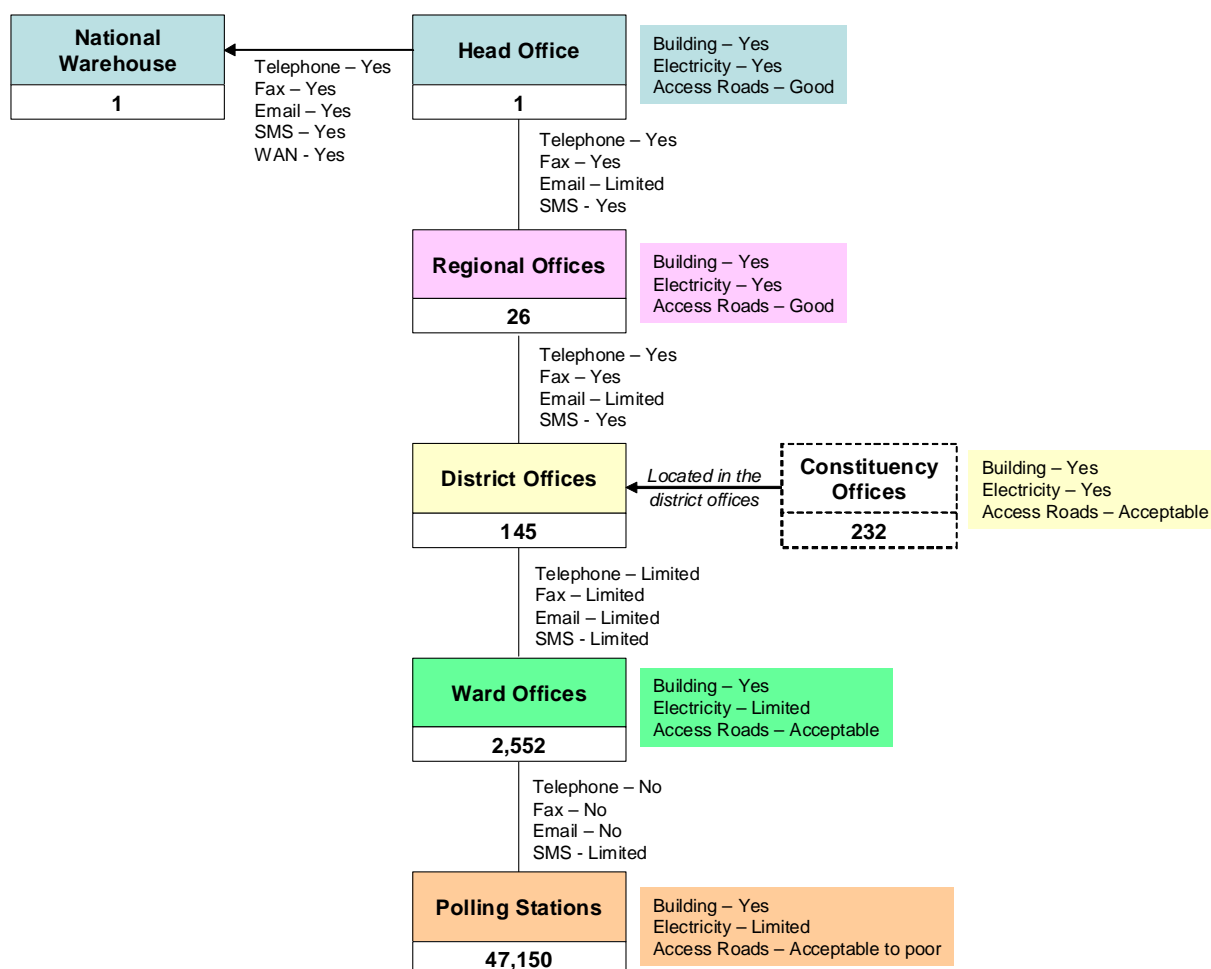 National
Warehouse
1
Telephone – Yes
Fax – Yes
Email – Yes
SMS – Yes
WAN - Yes
Head Office
1
Building – Yes
Electricity – Yes
Access Roads – Good
Telephone – Yes
Fax – Yes
Email – Limited
SMS - Yes
Regional Offices
26
Building – Yes
Electricity – Yes
Access Roads – Good
Telephone – Yes
Fax – Yes
Email – Limited
SMS - Yes
District Offices
145
Located in the
district offices
Constituency
Offices
232
Building – Yes
Electricity – Yes
Access Roads – Acceptable
Telephone – Limited
Fax – Limited
Email – Limited
SMS - Limited
Ward Offices
2,552
Building – Yes
Electricity – Limited
Access Roads – Acceptable
Telephone – No
Fax – No
Email – No
SMS - Limited
Polling Stations
47,150
Building – Yes
Electricity – Limited
Access Roads – Acceptable to poor